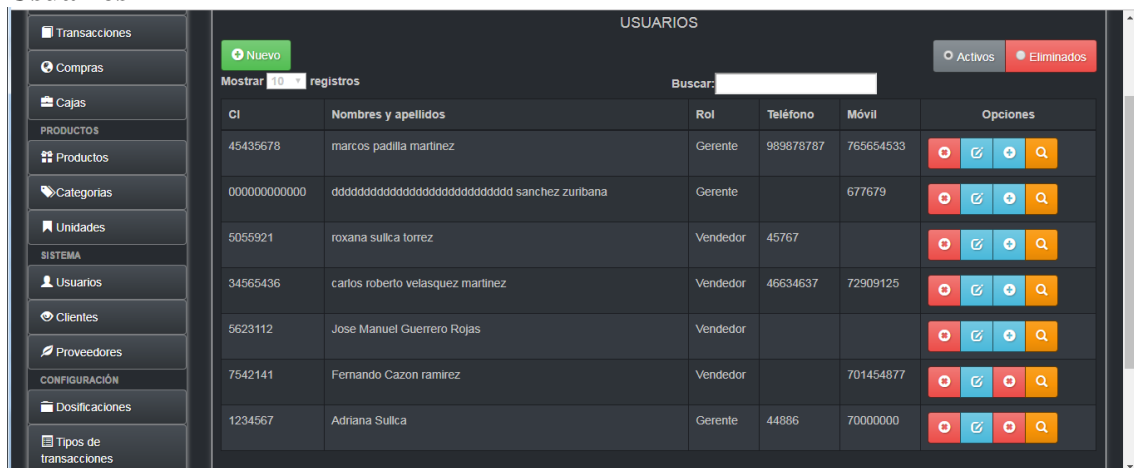 Transacciones
Compras
Cajas
PRODUCTOS
Productos
Categorias
Unidades
SISTEMA
Usuarios
Clientes
Proveedores
CONFIGURACIÓN
Dosificaciones
Tipos de
transacciones
USUARIOS
Nuevo
Activos Eliminados
Mostrar 10 registros Buscar:
CI Nombres y apellidos Rol Teléfono Móvil Opciones
45435678 marcos padilla martinez Gerente 989878787 765654533
000000000000 dddddddddddddddddddddddddddd sanchez zuribana Gerente 677679
5055921 roxana sullca torrez Vendedor 45767
34565436 carlos roberto velasquez martinez Vendedor 46634637 72909125
5623112 Jose Manuel Guerrero Rojas Vendedor
7542141 Fernando Cazon ramirez Vendedor 701454877
1234567 Adriana Sullca Gerente 44886 70000000